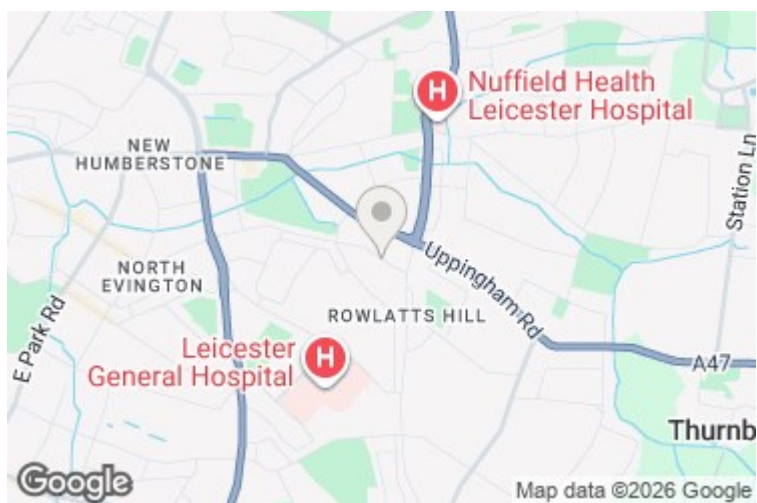 Nuffield Health
Leicester Hospital
H
NEW
HUMBERSTONE
Station Ln
Uppingham Rd
NORTH
EVINGTON
E Park Rd
ROWLATTS HILL
Leicester
General Hospital
H
A47
Thurnb
Google
Map data ©2026 Google